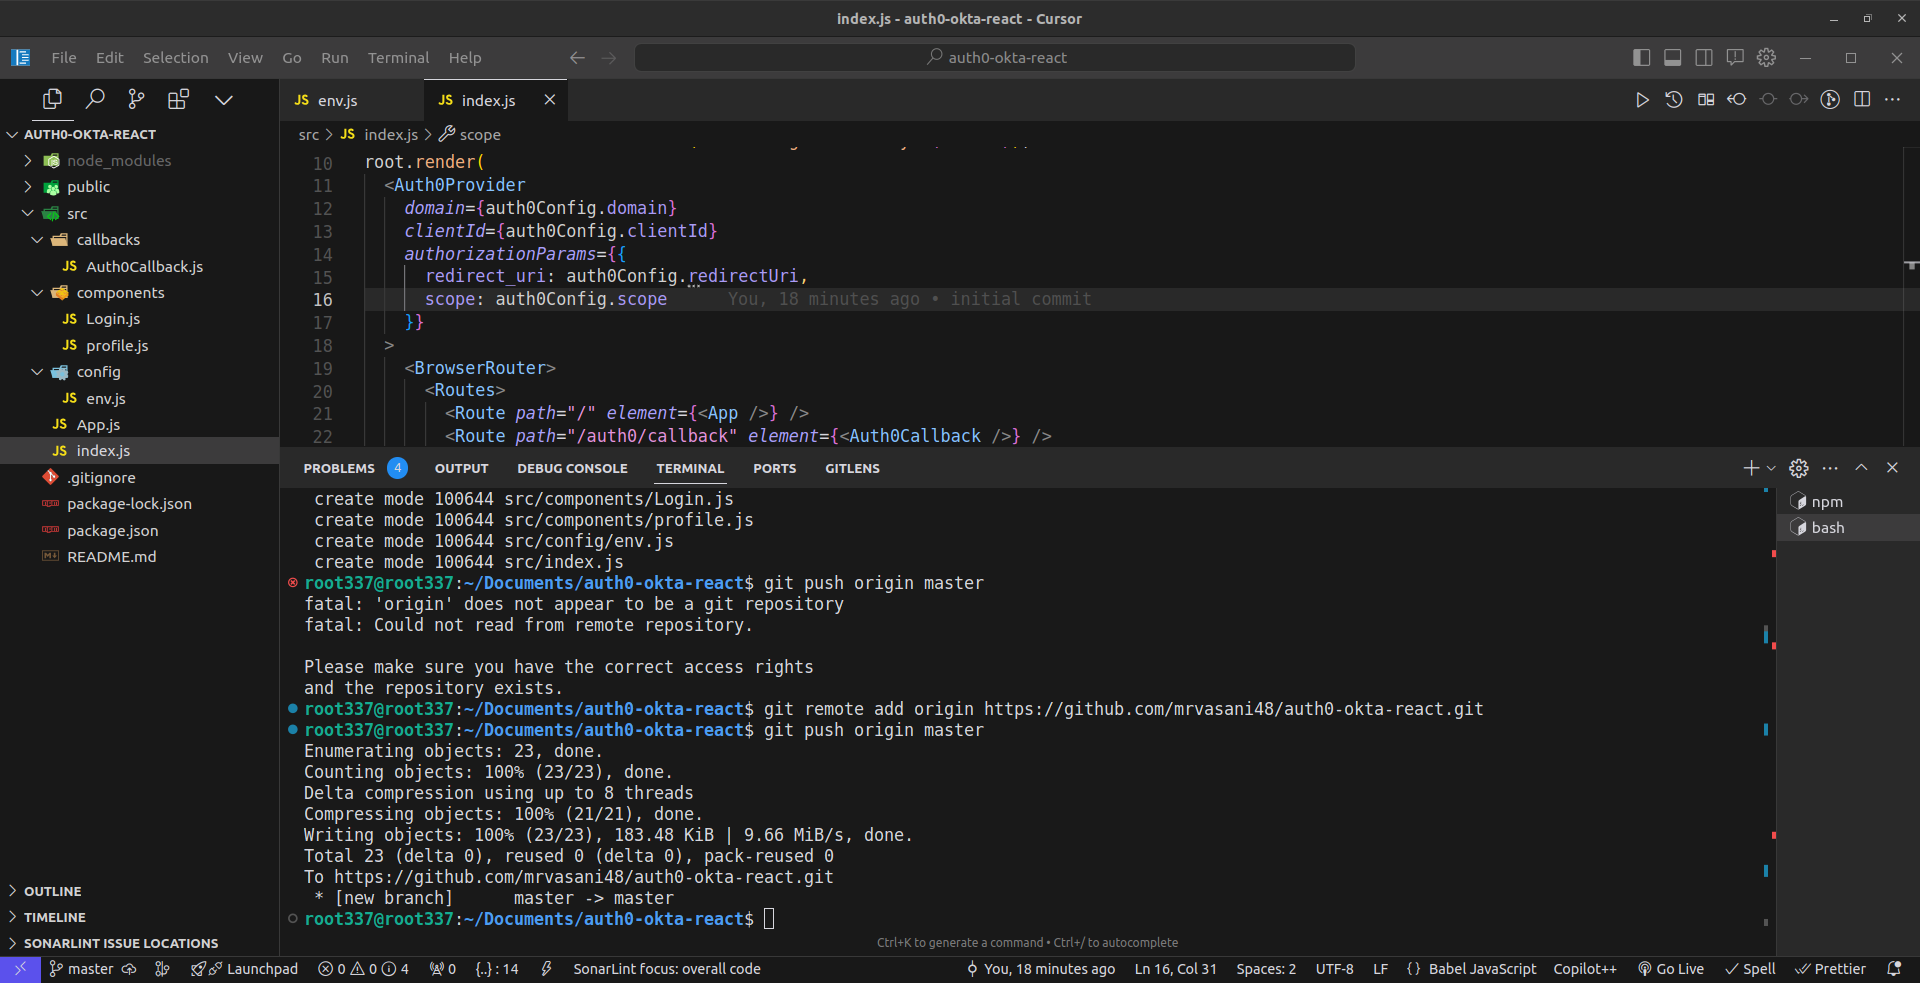 index.js - auth0-okta-react - Cursor
File Edit Selection View Go Run Terminal Help
auth0-okta-react
JS env.js
JS index.js
src > JS index.js > scope
AUTH0-OKTA-REACT
node_modules
public
src
callbacks
JS Auth0Callback.js
components
JS Login.js
JS profile.js
config
JS env.js
JS App.js
JS index.js
.gitignore
package-lock.json
package.json
README.md
OUTLINE
TIMELINE
SONARLINT ISSUE LOCATIONS
10 root.render(
11 <Auth0Provider
12 domain={auth0Config.domain}
13 clientId={auth0Config.clientId}
14 authorizationParams={{
15 redirect_uri: auth0Config.redirectUri,
16 scope: auth0Config.scope You, 18 minutes ago • initial commit
17 }}
18 >
19 <BrowserRouter>
20 <Routes>
21 <Route path="/" element={<App />} />
22 <Route path="/auth0/callback" element={<Auth0Callback />} />
PROBLEMS 4 OUTPUT DEBUG CONSOLE TERMINAL PORTS GITLENS
create mode 100644 src/components/Login.js
create mode 100644 src/components/profile.js
create mode 100644 src/config/env.js
create mode 100644 src/index.js
root337@root337:~/Documents/auth0-okta-react$ git push origin master
fatal: 'origin' does not appear to be a git repository
fatal: Could not read from remote repository.
Please make sure you have the correct access rights
and the repository exists.
root337@root337:~/Documents/auth0-okta-react$ git remote add origin https://github.com/mrvasani48/auth0-okta-react.git
root337@root337:~/Documents/auth0-okta-react$ git push origin master
Enumerating objects: 23, done.
Counting objects: 100% (23/23), done.
Delta compression using up to 8 threads
Compressing objects: 100% (21/21), done.
Writing objects: 100% (23/23), 183.48 KiB | 9.66 MiB/s, done.
Total 23 (delta 0), reused 0 (delta 0), pack-reused 0
To https://github.com/mrvasani48/auth0-okta-react.git
* [new branch] master -> master
root337@root337:~/Documents/auth0-okta-react$
Ctrl+K to generate a command • Ctrl+/ to autocomplete
npm
bash
master Launchpad 0 0 4 0 {..} : 14 SonarLint focus: overall code You, 18 minutes ago Ln 16, Col 31 Spaces: 2 UTF-8 LF {} Babel JavaScript Copilot++ Go Live Spell Prettier